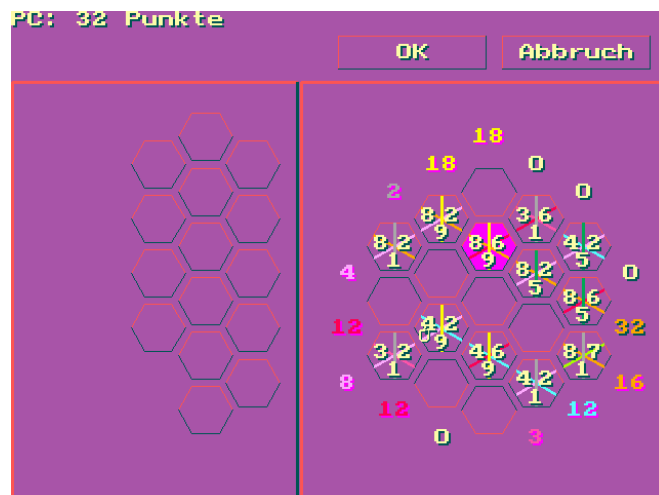 PC: 32 Punkte
OK Abbruch
18
18 0
2 0
8 2 3 6
9 1
8 2 8 6 4 2
1 9 5
4 8 2 0
5
8 6
5
12 4 2 32
9
3 2 4 6 8 7
1 9 1
8 4 2 16
1
12 12
0 3